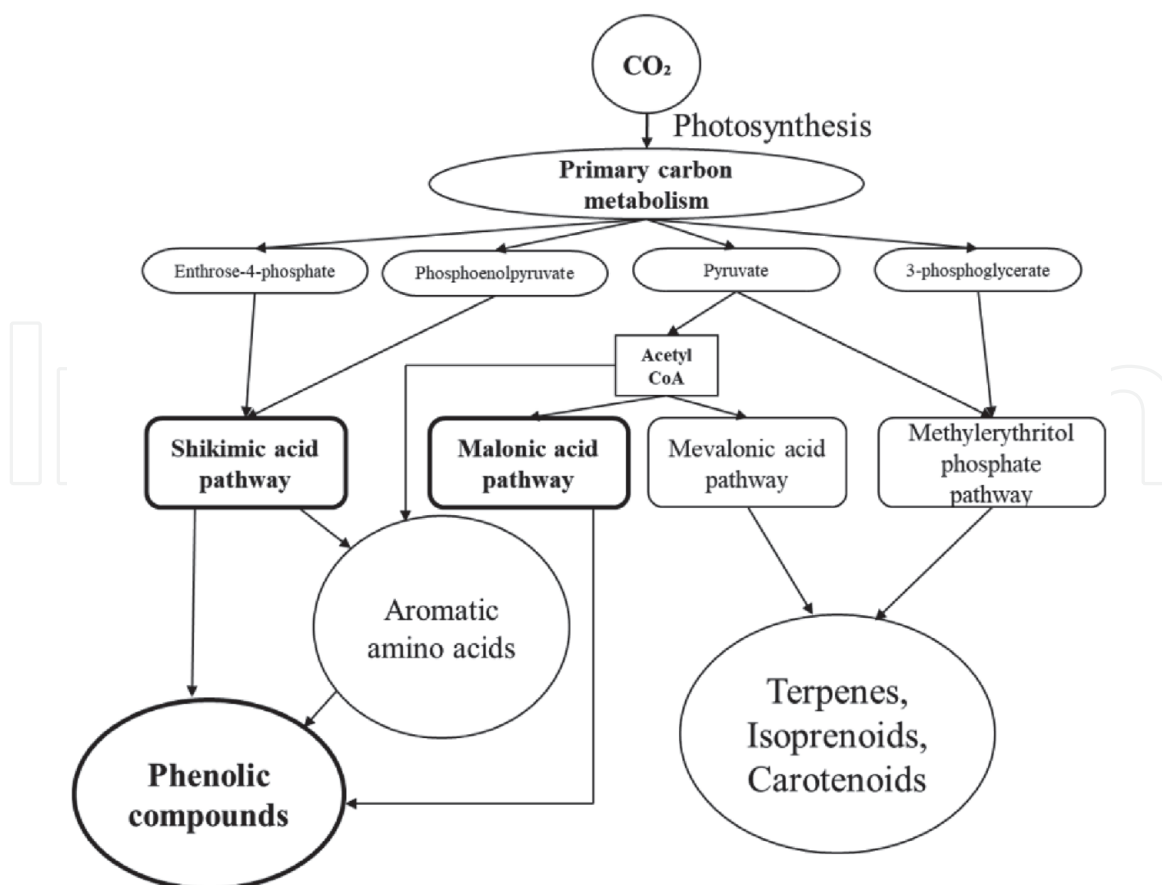 CO₂
Photosynthesis
Primary carbon
metabolism
Enthrose-4-phosphate
Phosphoenolpyruvate
Pyruvate
3-phosphoglycerate
Acetyl
CoA
Shikimic acid
pathway
Malonic acid
pathway
Mevalonic acid
pathway
Methylerythritol
phosphate
pathway
Aromatic
amino acids
Terpenes,
Isoprenoids,
Carotenoids
Phenolic
compounds